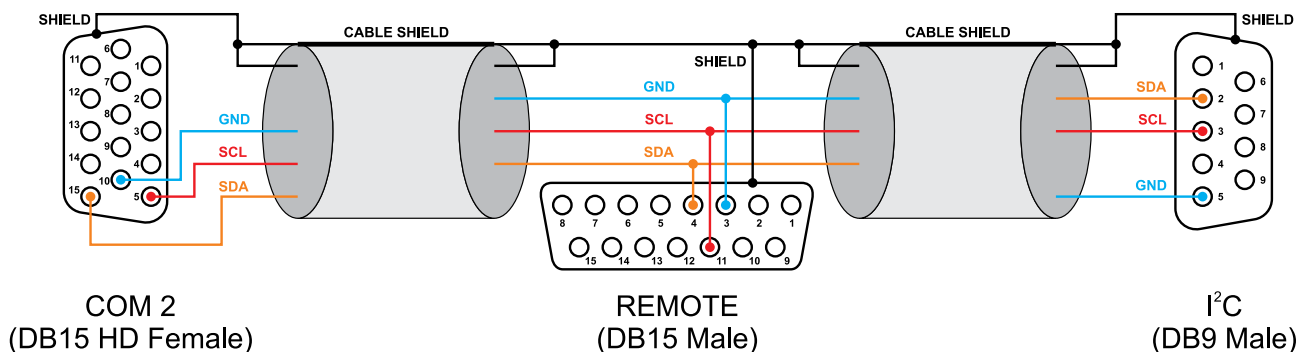 SHIELD
CABLE SHIELD
CABLE SHIELD
SHIELD
SHIELD
6
11
1
7
12
2
8
13
3
9
14
4
10
15
5
GND
SCL
SDA
GND
SCL
SDA
8
7
6
5
4
3
2
1
15
14
13
12
11
10
9
SDA
SCL
GND
1
6
2
7
3
8
4
9
5
COM 2
(DB15 HD Female)
REMOTE
(DB15 Male)
I²C
(DB9 Male)